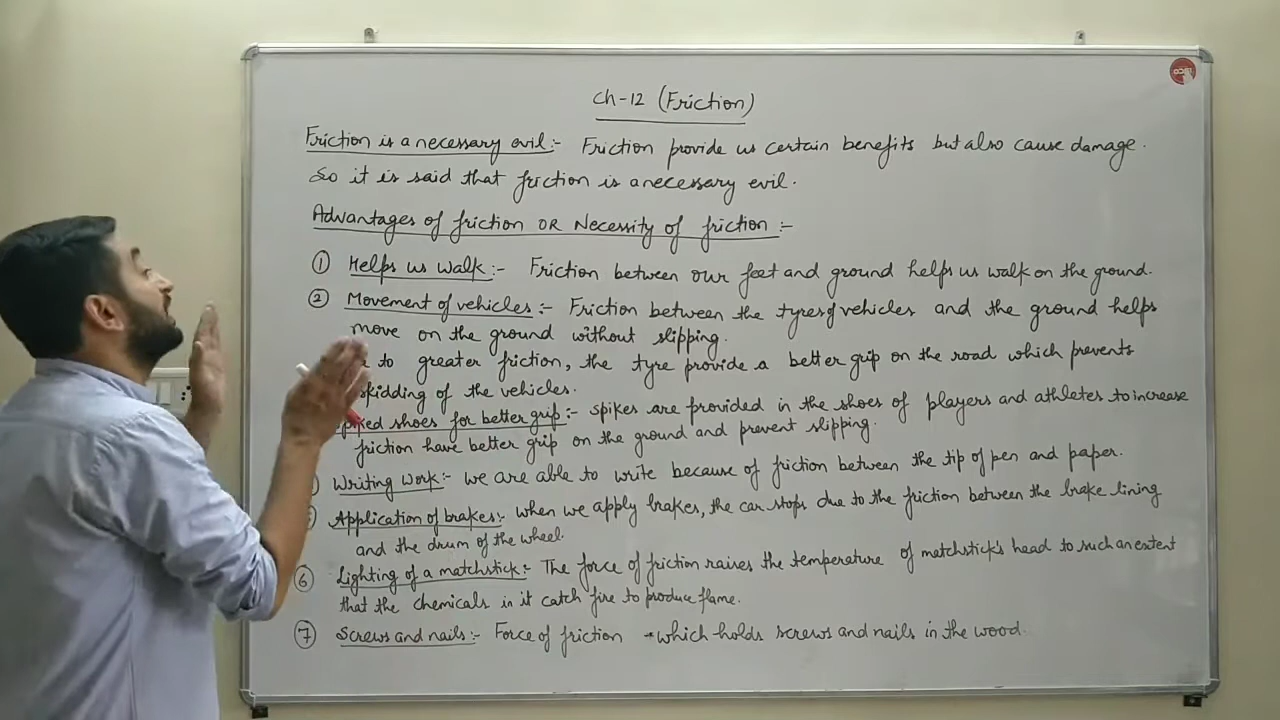 Ch-12 (Friction)
Friction is a necessary evil:- Friction provide us certain benefits but also cause damage.
So it is said that friction is a necessary evil.
Advantages of friction OR Necessity of friction :-
① Helps us walk:- Friction between our feet and ground helps us walk on the ground.
② Movement of vehicles:- Friction between the tyres of vehicles and the ground helps
move on the ground without slipping.
to greater friction, the tyre provide a better grip on the road which prevents
skidding of the vehicles.
shoes for better grip:- spikes are provided in the shoes of players and athletes to increase
friction have better grip on the ground and prevent slipping.
Writing work:- we are able to write because of friction between the tip of pen and paper.
Application of brakes:- when we apply brakes, the car stops due to the friction between the brake lining
and the drum of the wheel.
⑥ Lighting of a matchstick:- The force of friction raises the temperature of matchstick's head to such an extent
that the chemicals in it catch fire to produce flame.
⑦ Screws and nails:- Force of friction which holds screws and nails in the wood.